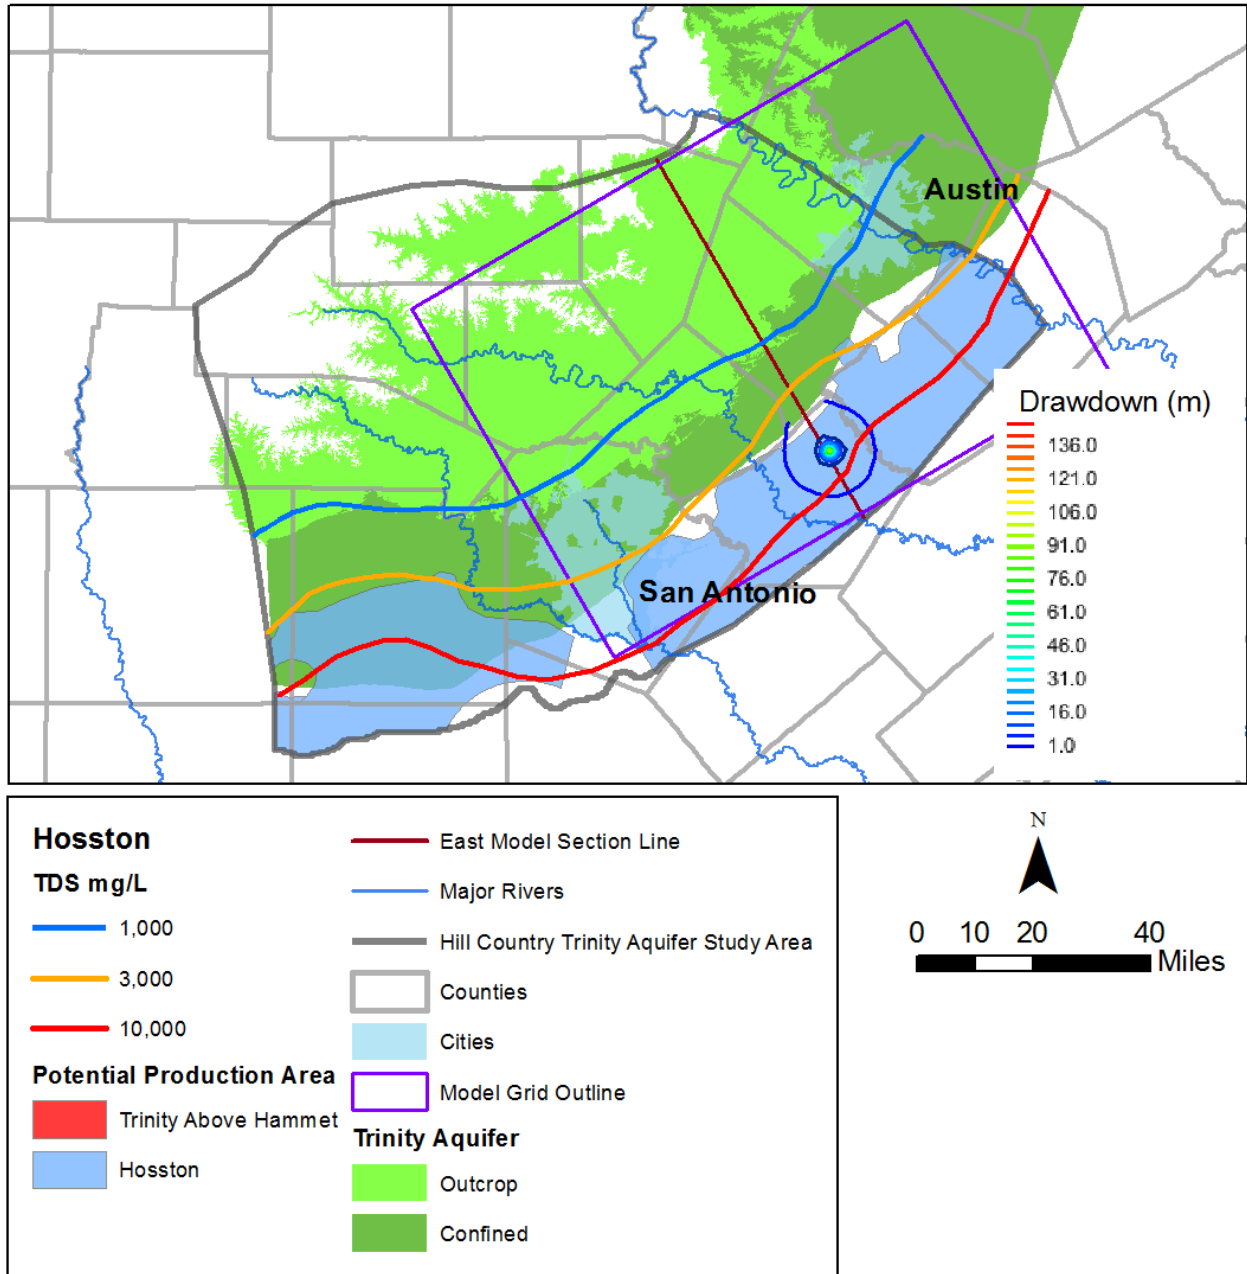 Austin
Drawdown (m)
136.0
121.0
106.0
91.0
76.0
61.0
46.0
31.0
16.0
1.0
San Antonio
Hosston
TDS mg/L
1,000
3,000
10,000
Potential Production Area
Trinity Above Hammet
Hosston
East Model Section Line
Major Rivers
Hill Country Trinity Aquifer Study Area
Counties
Cities
Model Grid Outline
Trinity Aquifer
Outcrop
Confined
N
0 10 20 40
Miles